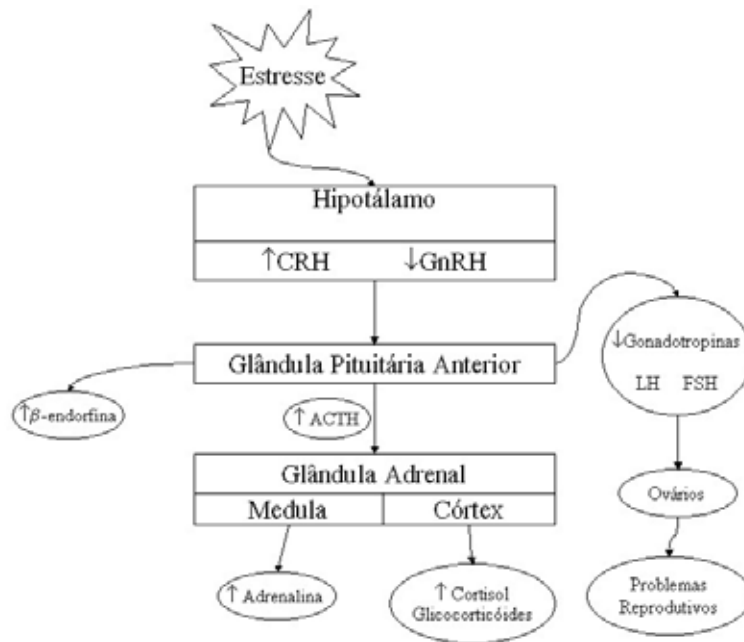 Estresse
Hipotálamo
↑CRH ↓GnRH
Glândula Pituitária Anterior
↓Gonadotropinas
LH FSH
↑β-endorfina
↑ ACTH
Glândula Adrenal
Medula Córtex
Ovários
↑ Adrenalina
↑ Cortisol
Glicocorticóides
Problemas
Reprodutivos